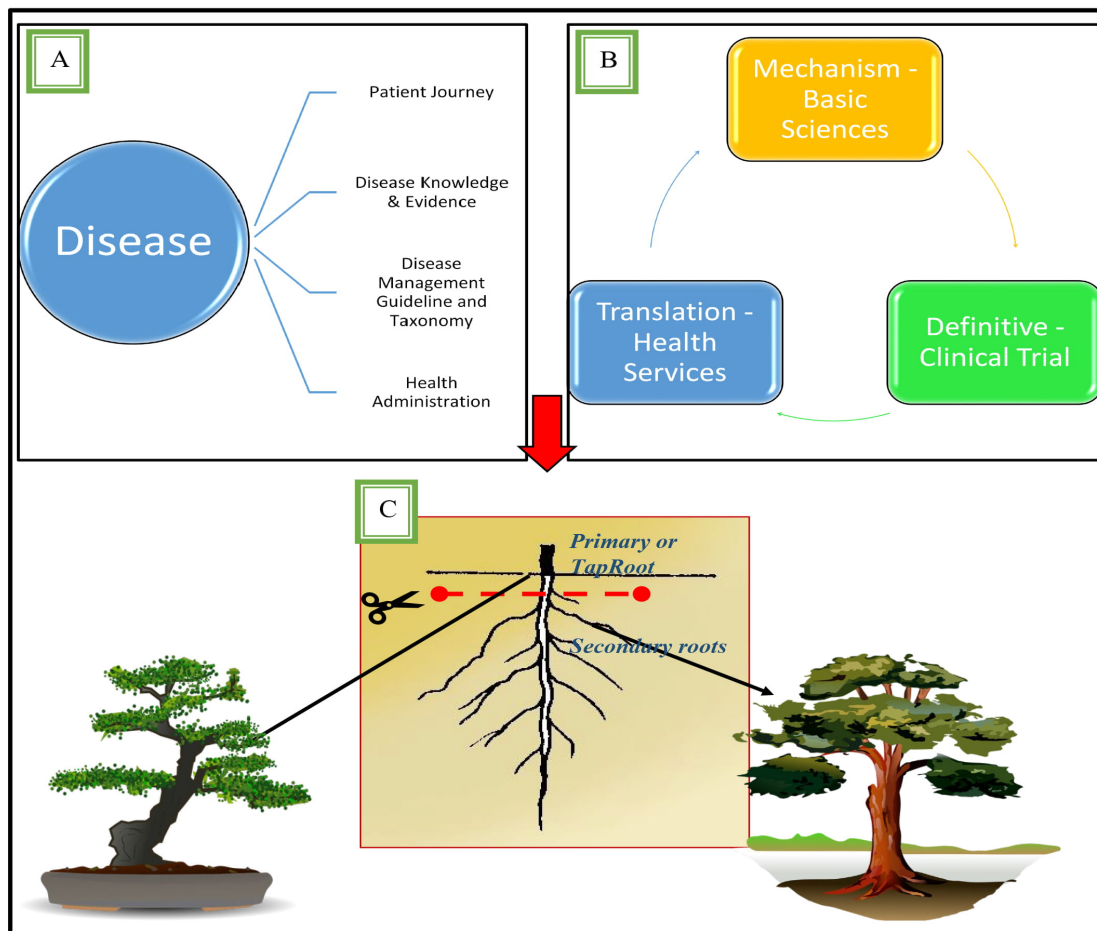 A
Patient Journey
Disease Knowledge
& Evidence
Disease
Disease
Management
Guideline and
Taxonomy
Health
Administration
B
Mechanism -
Basic
Sciences
Translation -
Health
Services
Definitive -
Clinical Trial
C
Primary or
TapRoot
Secondary roots